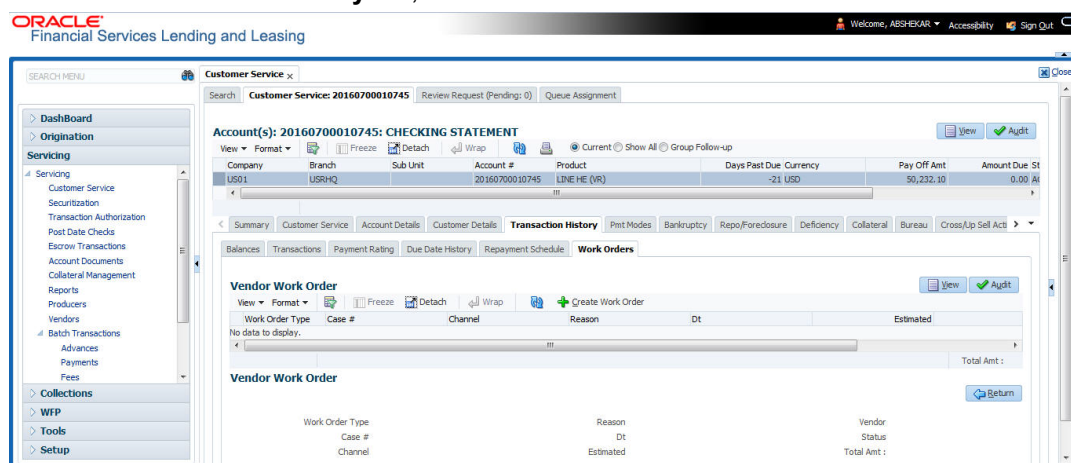 ORACLE
Financial Services Lending and Leasing
Welcome, ABSHEKAR Accessibility Sign Out
Close
SEARCH MENU
DashBoard
Origination
Servicing
Servicing
Customer Service
Securitization
Transaction Authorization
Post Date Checks
Escrow Transactions
Account Documents
Collateral Management
Reports
Producers
Vendors
Batch Transactions
Advances
Payments
Fees
Collections
WFP
Tools
Setup
Customer Service x
Search Customer Service: 20160700010745 Review Request (Pending: 0) Queue Assignment
Account(s): 20160700010745: CHECKING STATEMENT
View Audit
View Format Freeze Detach Wrap Current Show All Group Follow-up
Company Branch Sub Unit Account # Product Days Past Due Currency Pay Off Amt Amount Due St
US01 USRHQ 20160700010745 LINE HE (VR) -21 USD 50,232.10 0.00 AC
Summary Customer Service Account Details Customer Details Transaction History Pmt Modes Bankruptcy Repo/Foreclosure Deficiency Collateral Bureau Cross/Up Sell Acti
Balances Transactions Payment Rating Due Date History Repayment Schedule Work Orders
Vendor Work Order
View Audit
View Format Freeze Detach Wrap Create Work Order
Work Order Type Case # Channel Reason Dt Estimated
No data to display.
Total Amt :
Vendor Work Order
Return
Work Order Type Reason Vendor
Case # Dt Status
Channel Estimated Total Amt :